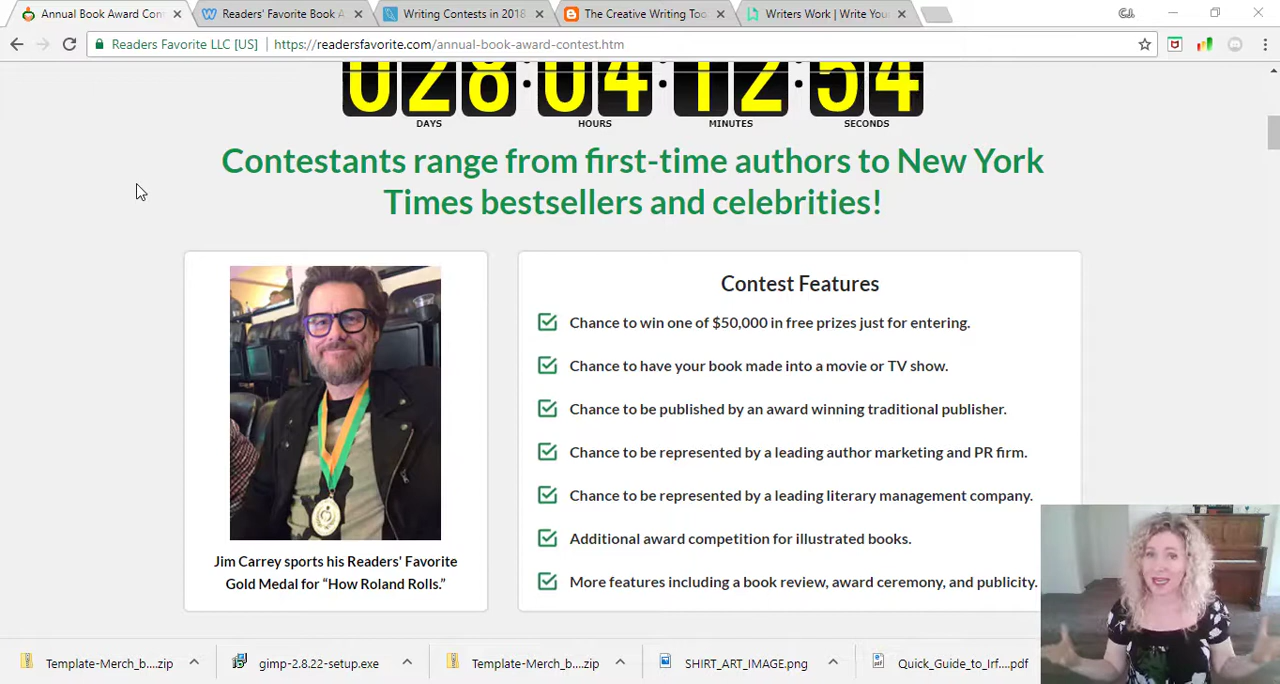 Annual Book Award Con
Readers' Favorite Book A
Writing Contests in 2018
The Creative Writing Too
Writers Work | Write You
C.J.
Readers Favorite LLC [US]
https://readersfavorite.com/annual-book-award-contest.htm
028:04:12:54
DAYS HOURS MINUTES SECONDS
Contestants range from first-time authors to New York
Times bestsellers and celebrities!
Jim Carrey sports his Readers' Favorite
Gold Medal for “How Roland Rolls.”
Contest Features
Chance to win one of $50,000 in free prizes just for entering.
Chance to have your book made into a movie or TV show.
Chance to be published by an award winning traditional publisher.
Chance to be represented by a leading author marketing and PR firm.
Chance to be represented by a leading literary management company.
Additional award competition for illustrated books.
More features including a book review, award ceremony, and publicity.
Template-Merch_b....zip
gimp-2.8.22-setup.exe
Template-Merch_b....zip
SHIRT_ART_IMAGE.png
Quick_Guide_to_Irf....pdf